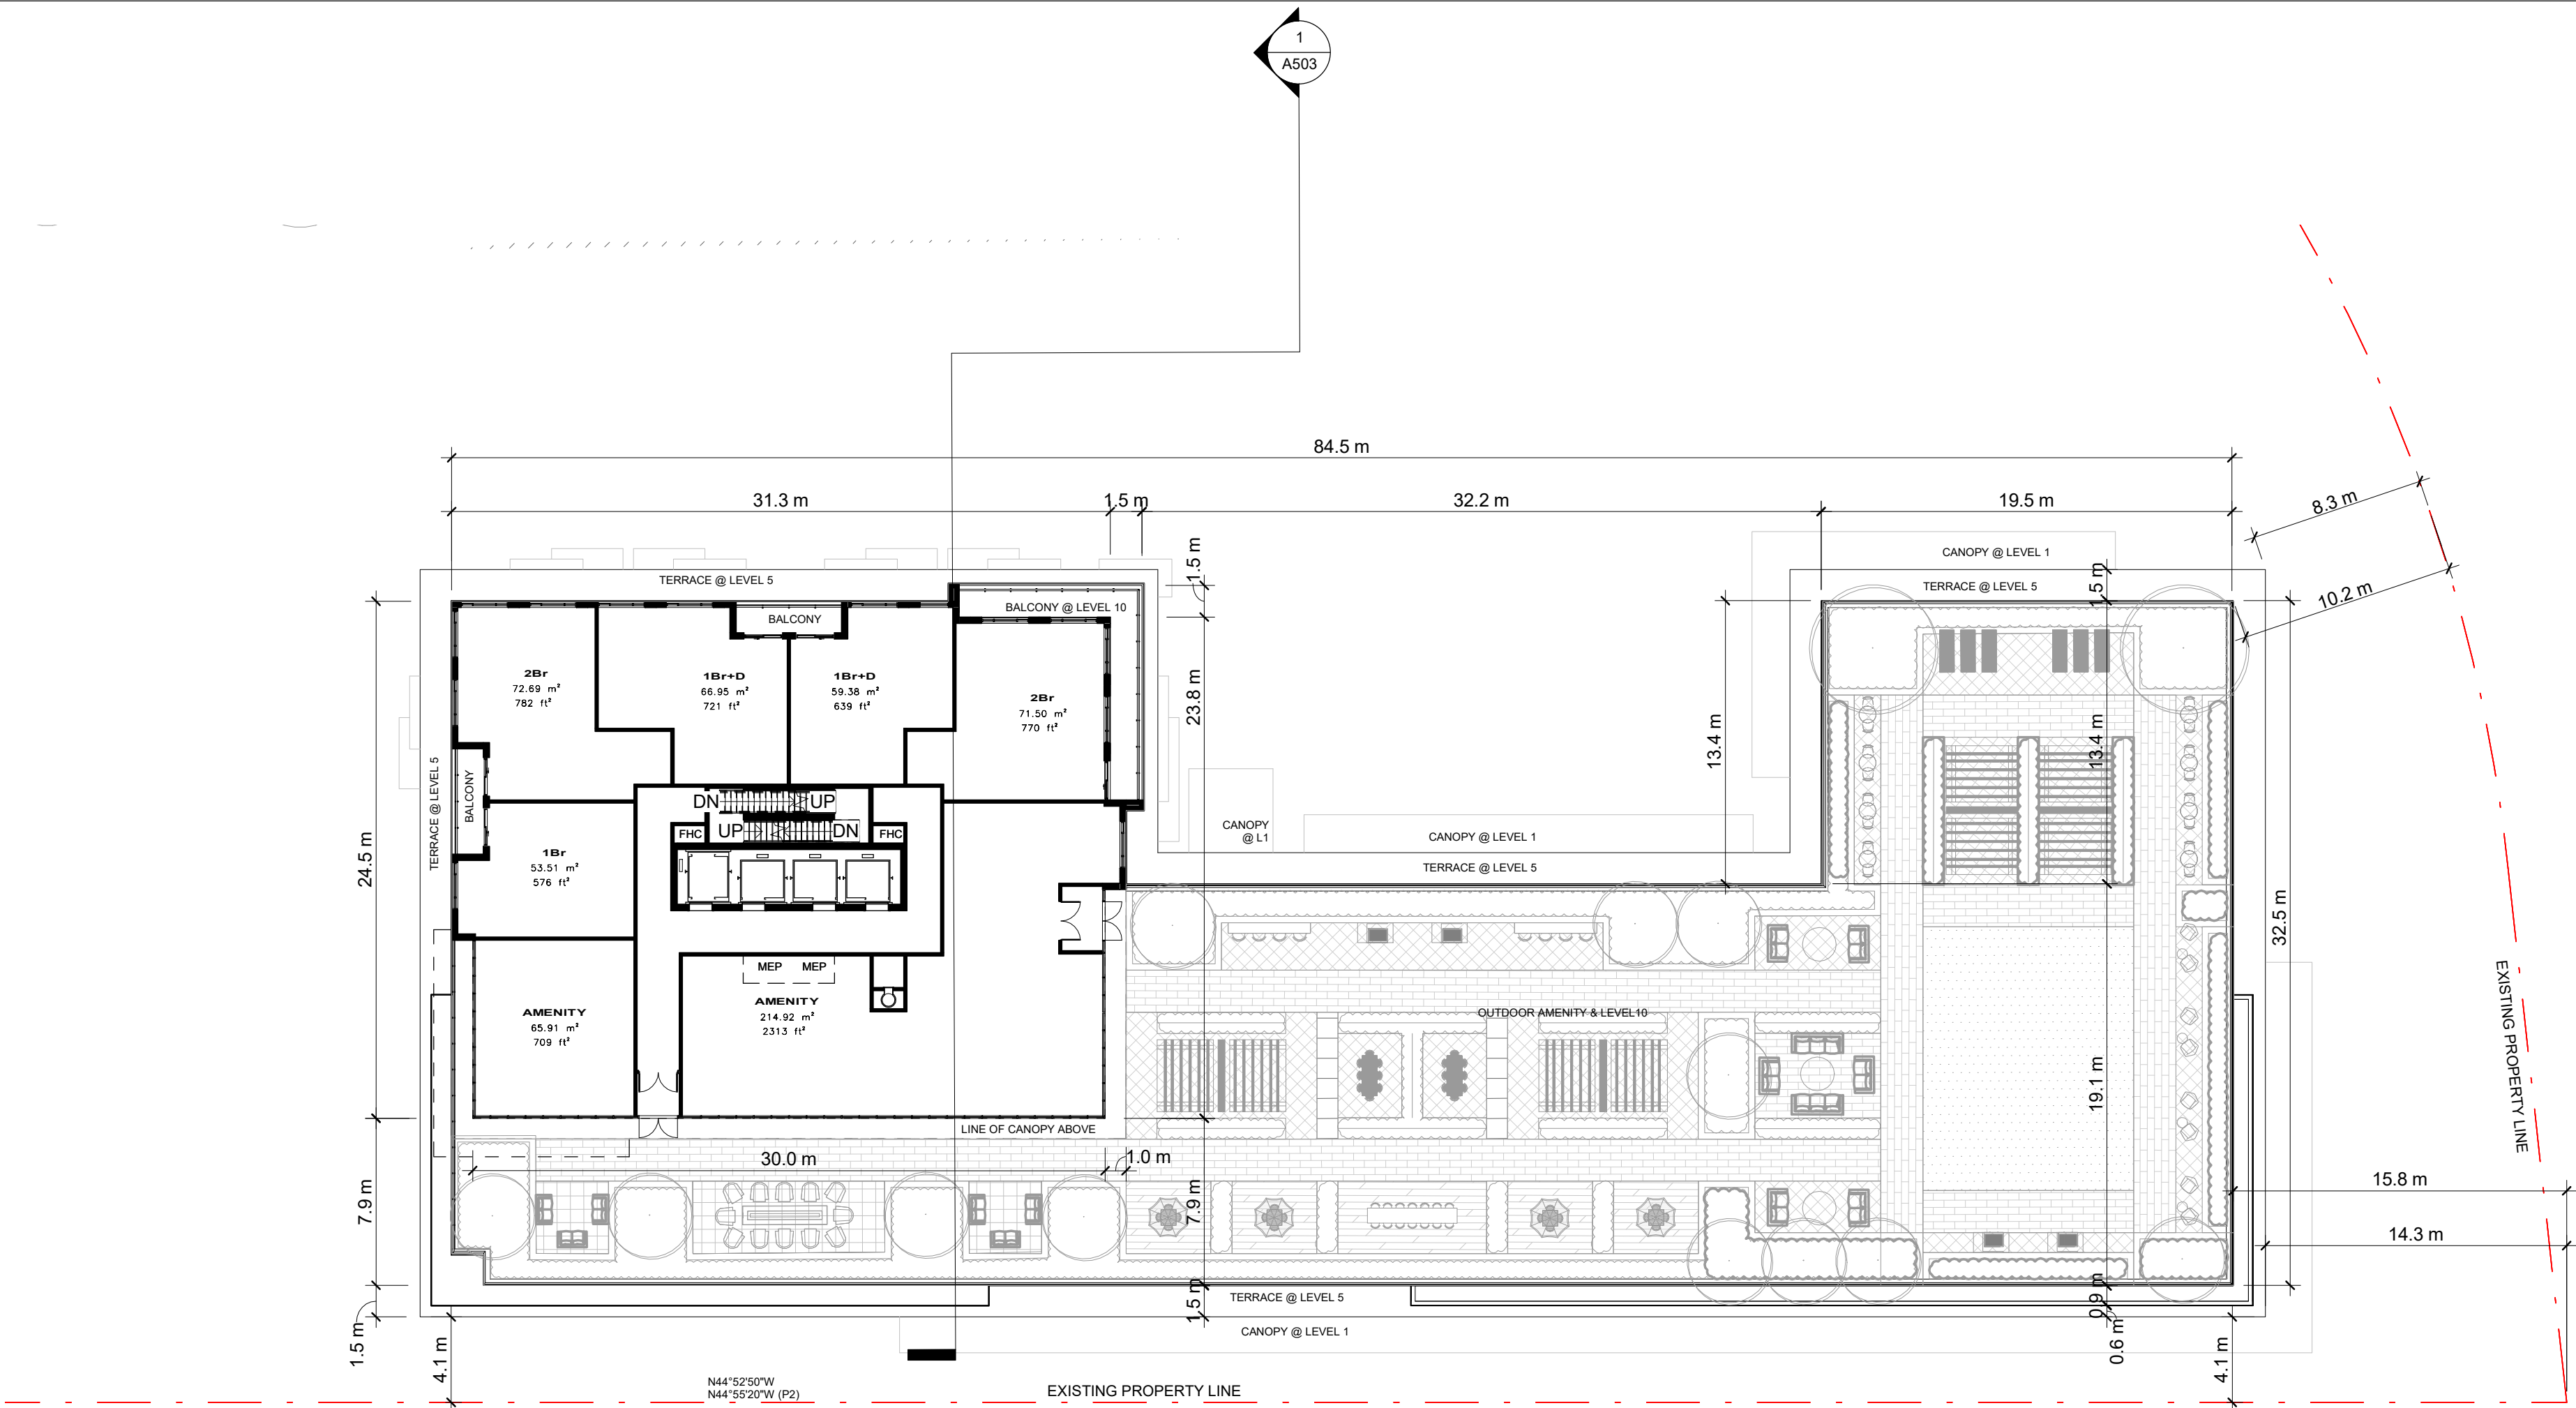 1
A503
84.5 m
31.3 m
1.5 m
32.2 m
19.5 m
8.3 m
10.2 m
1.5 m
CANOPY @ LEVEL 1
TERRACE @ LEVEL 5
TERRACE @ LEVEL 5
1.5 m
BALCONY @ LEVEL 10
BALCONY
2Br
72.69 m²
782 ft²
1Br+D
66.95 m²
721 ft²
1Br+D
59.38 m²
639 ft²
2Br
71.50 m²
770 ft²
23.8 m
13.4 m
13.4 m
TERRACE @ LEVEL 5
BALCONY
DN
UP
UP
DN
FHC
FHC
CANOPY
@ L1
CANOPY @ LEVEL 1
TERRACE @ LEVEL 5
24.5 m
1Br
53.51 m²
576 ft²
32.5 m
EXISTING PROPERTY LINE
MEP
MEP
AMENITY
65.91 m²
709 ft²
AMENITY
214.92 m²
2313 ft²
OUTDOOR AMENITY & LEVEL10
19.1 m
LINE OF CANOPY ABOVE
30.0 m
1.0 m
7.9 m
7.9 m
15.8 m
14.3 m
1.5 m
TERRACE @ LEVEL 5
0.9 m
0.6 m
1.5 m
4.1 m
CANOPY @ LEVEL 1
4.1 m
N44°52'50"W
N44°55'20"W (P2)
EXISTING PROPERTY LINE